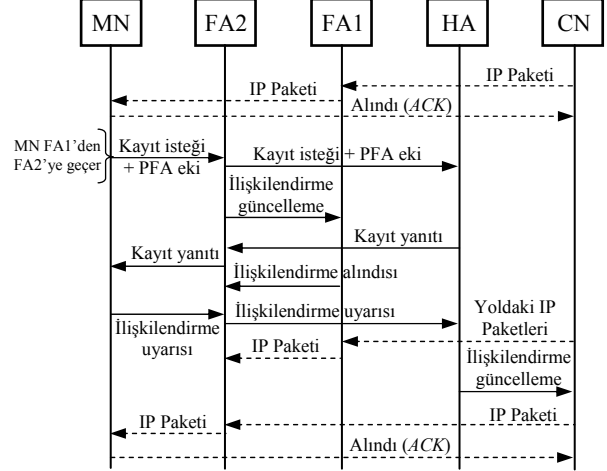 MN FA2 FA1 HA CN
IP Paketi
IP Paketi
Alındı (ACK)
MN FA1’den
FA2’ye geçer
Kayıt isteği
+ PFA eki
Kayıt isteği + PFA eki
İlişkilendirme
güncelleme
Kayıt yanıtı
Kayıt yanıtı
İlişkilendirme alındısı
İlişkilendirme
uyarısı
İlişkilendirme uyarısı
Yoldaki IP
Paketleri
IP Paketi
İlişkilendirme
güncelleme
IP Paketi
IP Paketi
Alındı (ACK)